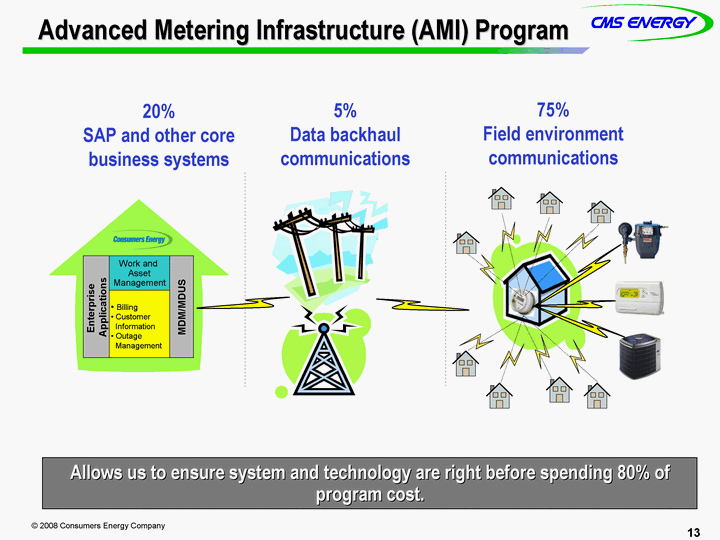 Advanced Metering Infrastructure (AMI) Program
CMS ENERGY
20%
SAP and other core
business systems
5%
Data backhaul
communications
75%
Field environment
communications
Consumers Energy
Enterprise
Applications
Work and
Asset
Management
• Billing
• Customer
Information
• Outage
Management
MDM/MDUS
Allows us to ensure system and technology are right before spending 80% of
program cost.
© 2008 Consumers Energy Company
13